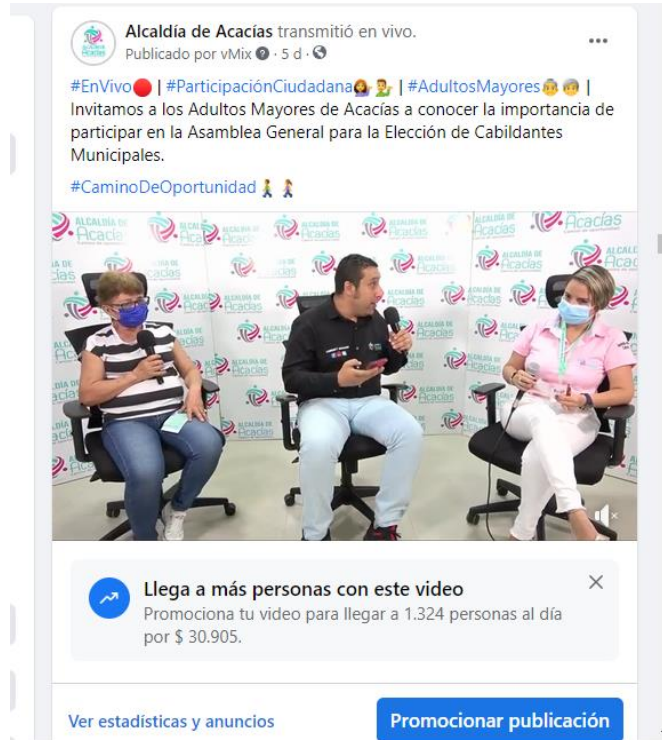 Alcaldía de Acacías transmitió en vivo.
Publicado por vMix · 5 d ·
#EnVivo🔴 | #ParticipaciónCiudadana🙋‍♀️💁‍♂️ | #AdultosMayores👵🧓 |
Invitamos a los Adultos Mayores de Acacías a conocer la importancia de
participar en la Asamblea General para la Elección de Cabildantes
Municipales.
#CaminoDeOportunidad🚶‍♂️🚶‍♀️
ALCALDÍA DE
Acacías
Llega a más personas con este video
Promociona tu video para llegar a 1.324 personas al día
por $ 30.905.
Ver estadísticas y anuncios
Promocionar publicación